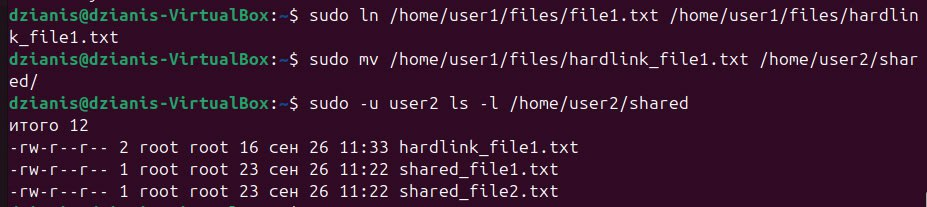 dzianis@dzianis-VirtualBox:~$ sudo ln /home/user1/files/file1.txt /home/user1/files/hardlin
k_file1.txt
dzianis@dzianis-VirtualBox:~$ sudo mv /home/user1/files/hardlink_file1.txt /home/user2/shar
ed/
dzianis@dzianis-VirtualBox:~$ sudo -u user2 ls -l /home/user2/shared
итого 12
-rw-r--r-- 2 root root 16 сен 26 11:33 hardlink_file1.txt
-rw-r--r-- 1 root root 23 сен 26 11:22 shared_file1.txt
-rw-r--r-- 1 root root 23 сен 26 11:22 shared_file2.txt